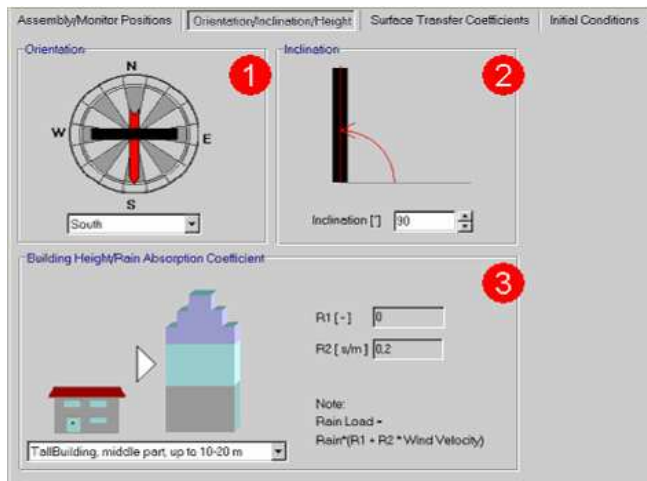 Assembly/Monitor Positions
Orientation/Inclination/Height
Surface Transfer Coefficients
Initial Conditions
Orientation
1
N
W
E
S
South
Inclination
2
Inclination [°]
90
Building Height/Rain Absorption Coefficient
3
R1 [-]
0
R2 [s/m]
0,2
Note:
Rain Load =
Rain*(R1 + R2 * Wind Velocity)
TallBuilding, middle part, up to 10-20 m